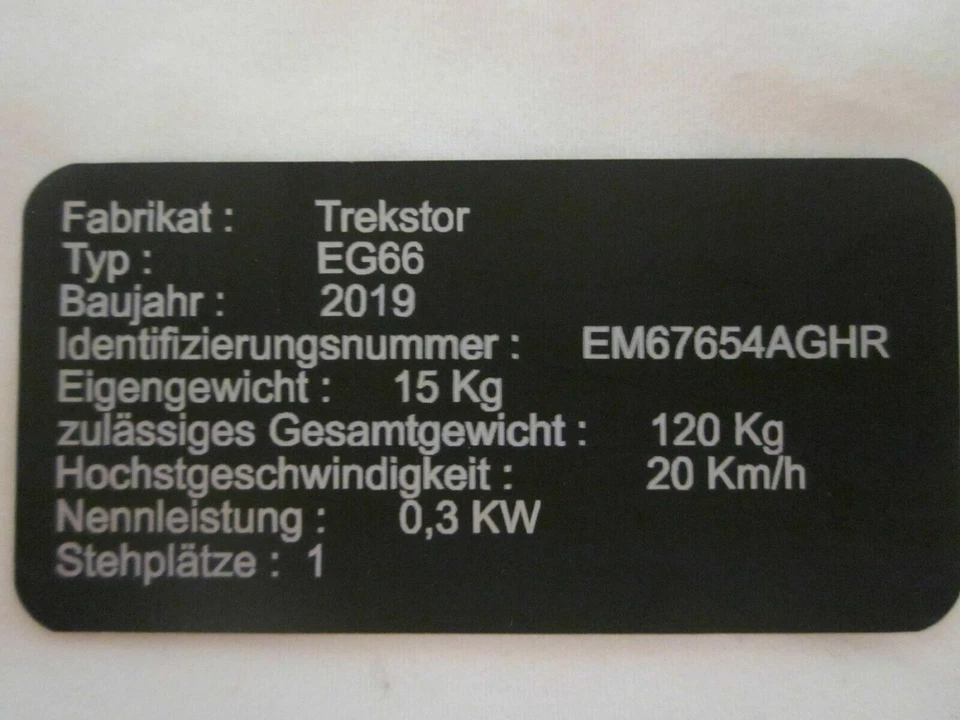 Fabrikat : Trekstor
Typ : EG66
Baujahr : 2019
Identifizierungsnummer : EM67654AGHR
Eigengewicht : 15 Kg
zulässiges Gesamtgewicht : 120 Kg
Hochstgeschwindigkeit : 20 Km/h
Nennleistung : 0,3 KW
Stehplätze : 1